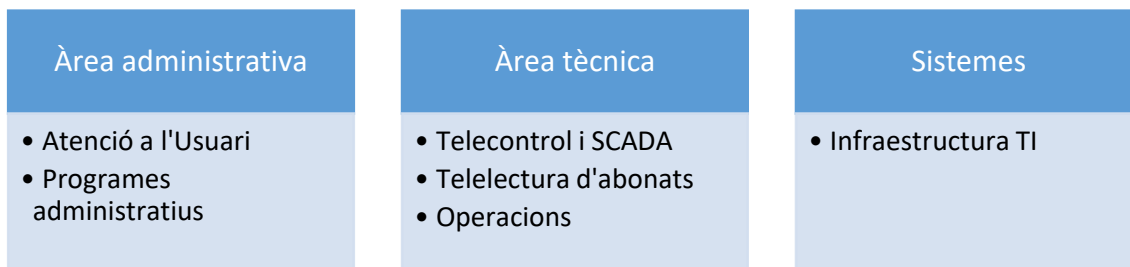 Àrea administrativa
• Atenció a l'Usuari
• Programes
administratius
Àrea tècnica
• Telecontrol i SCADA
• Telelectura d'abonats
• Operacions
Sistemes
• Infraestructura TI